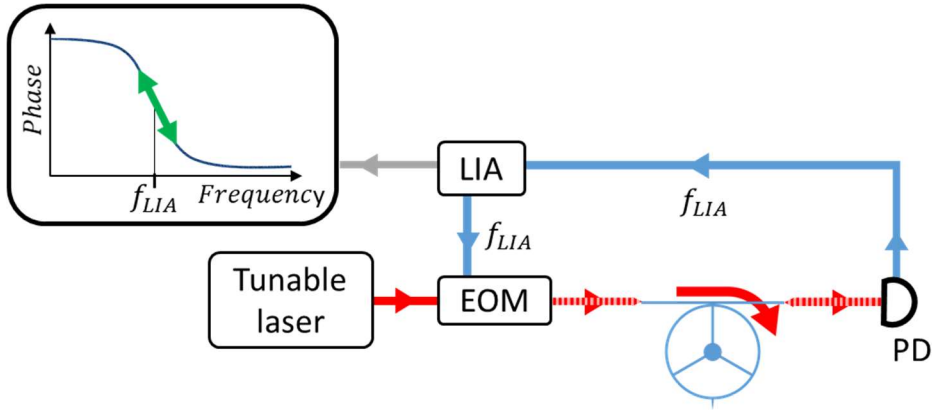 Phase
f_LIA
Frequency
LIA
f_LIA
f_LIA
Tunable
laser
EOM
PD